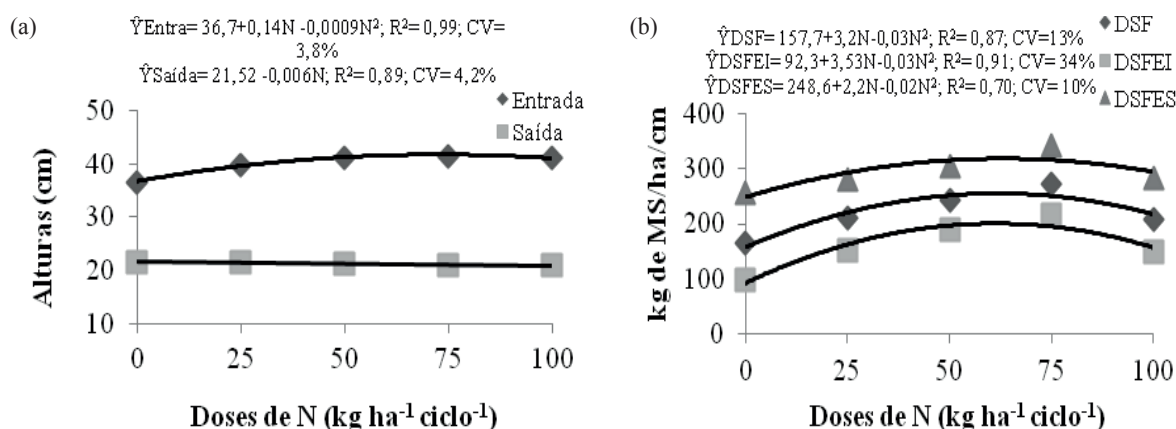 (a)
ŶEntra= 36,7+0,14N -0,0009N²; R²= 0,99; CV=
3,8%
ŶSaída= 21,52 -0,006N; R²= 0,89; CV= 4,2%
Entrada
Saída
50
40
30
20
10
Alturas (cm)
0 25 50 75 100
Doses de N (kg ha⁻¹ ciclo⁻¹)
(b)
ŶDSF= 157,7+3,2N-0,03N²; R²= 0,87; CV=13%
ŶDSFEI= 92,3+3,53N-0,03N²; R²= 0,91; CV= 34%
ŶDSFES= 248,6+2,2N-0,02N²; R²= 0,70; CV= 10%
DSF
DSFEI
DSFES
400
300
200
100
0
kg de MS/ha/cm
0 25 50 75 100
Doses de N (kg ha⁻¹ ciclo⁻¹)